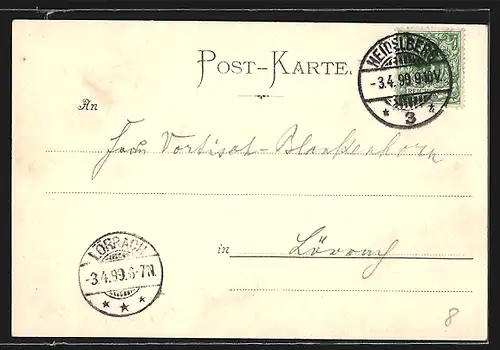 HEIDELBERG
-3.4.99.9-10V.
* 3 *
POST-KARTE.
An
Frau Vortisch-Blankenhorn
LÖRRACH
-3.4.99.6-7N.
in Lörrach
8